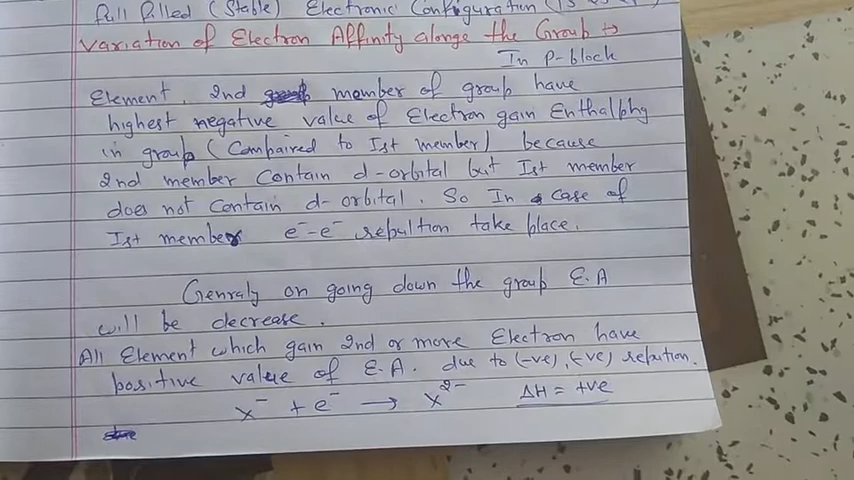 full filled (Stable) Electronic Configuration
Variation of Electron Affinity alongs the Group →
In P-block
Element, 2nd member of group have
highest negative value of Electron gain Enthalphy
in group (Compaired to Ist member) because
2nd member Contain d-orbital but Ist member
does not contain d-orbital. So In case of
Ist member e⁻-e⁻ repultion take place.
Genraly on going down the group E.A
will be decrease.
All Element which gain 2nd or more Electron have
positive value of E.A. due to (-ve), (-ve) repution.
x⁻ + e⁻ → x²⁻ ΔH = +ve